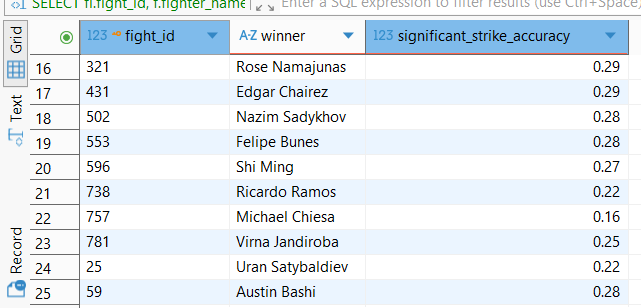 SELECT fi.fight_id, f.fighter_name
Enter a SQL expression to filter results (use Ctrl+Space)
Grid
Text
Record
123 fight_id A-Z winner 123 significant_strike_accuracy
16 321 Rose Namajunas 0.29
17 431 Edgar Chairez 0.29
18 502 Nazim Sadykhov 0.28
19 553 Felipe Bunes 0.28
20 596 Shi Ming 0.27
21 738 Ricardo Ramos 0.22
22 757 Michael Chiesa 0.16
23 781 Virna Jandiroba 0.25
24 25 Uran Satybaldiev 0.22
25 59 Austin Bashi 0.28